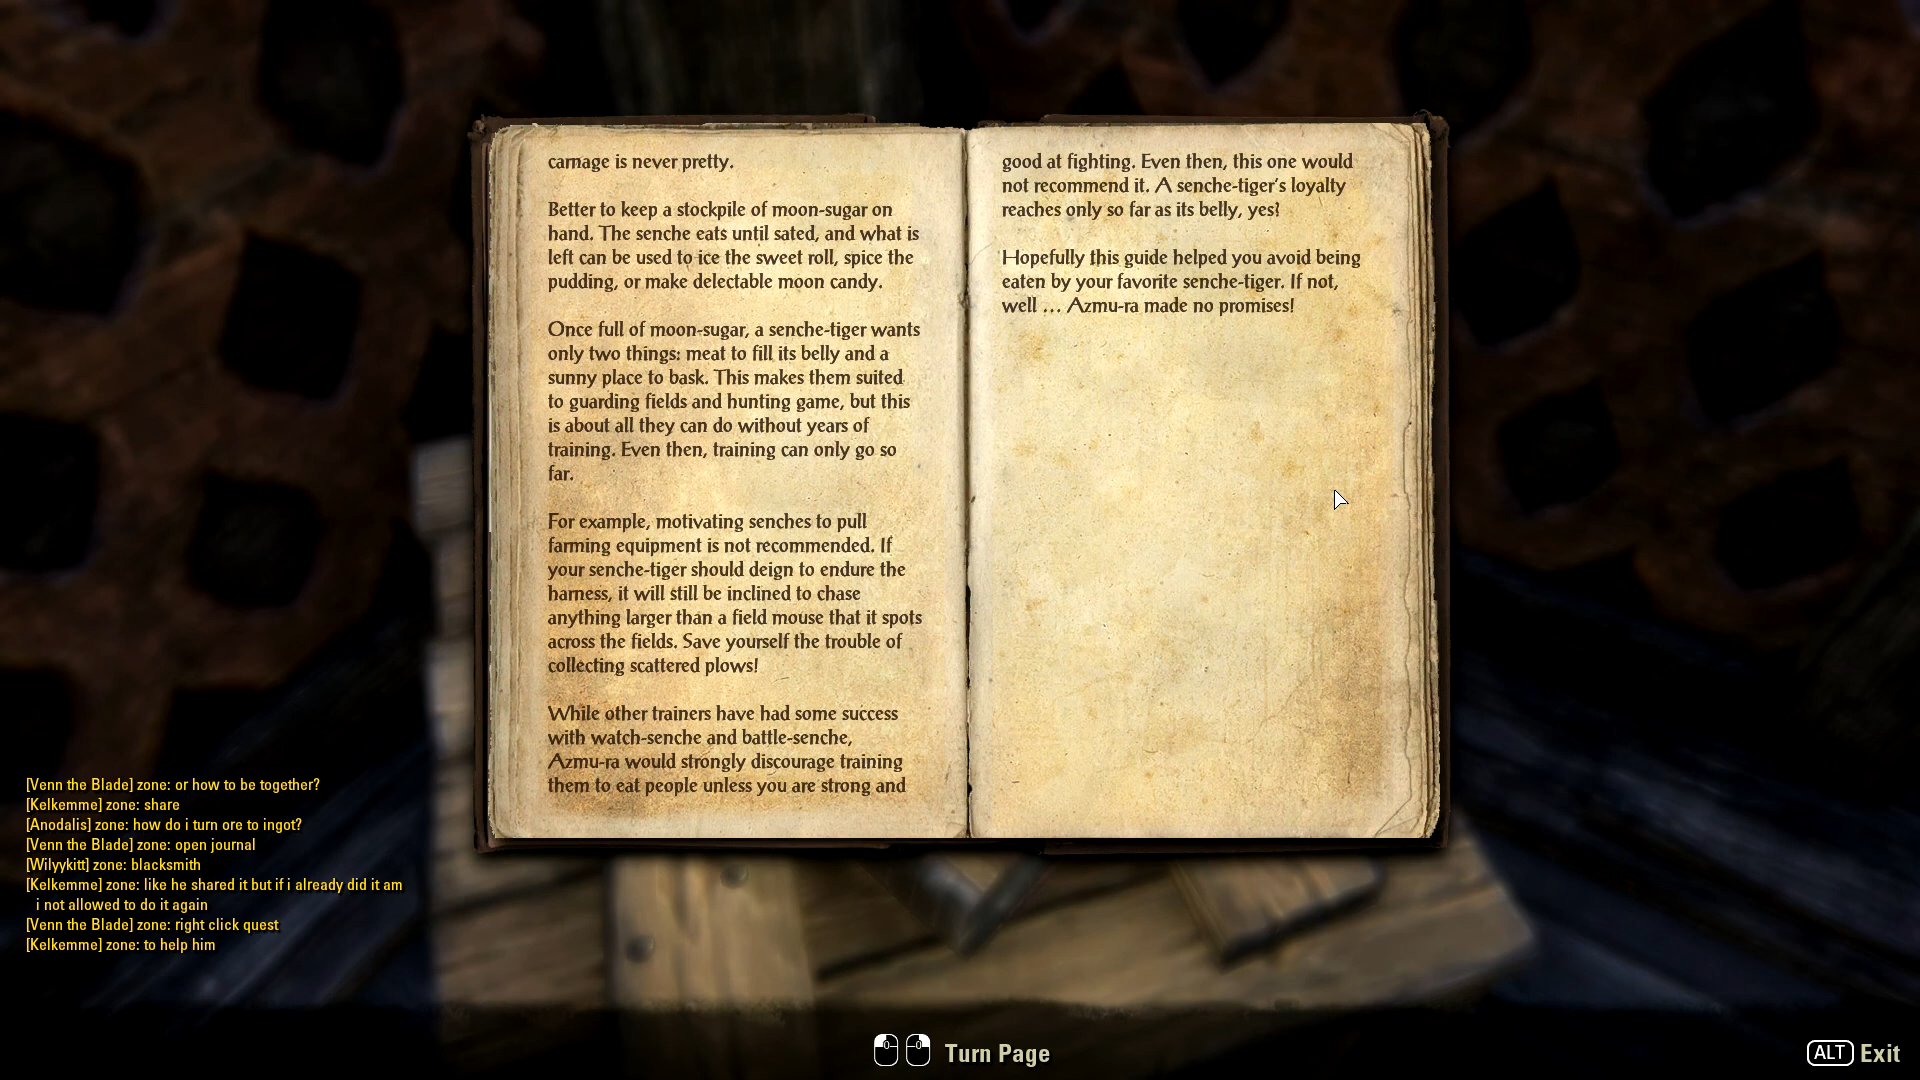 carnage is never pretty.
Better to keep a stockpile of moon-sugar on
hand. The senche eats until sated, and what is
left can be used to ice the sweet roll, spice the
pudding, or make delectable moon candy.
Once full of moon-sugar, a senche-tiger wants
only two things: meat to fill its belly and a
sunny place to bask. This makes them suited
to guarding fields and hunting game, but this
is about all they can do without years of
training. Even then, training can only go so
far.
For example, motivating senches to pull
farming equipment is not recommended. If
your senche-tiger should deign to endure the
harness, it will still be inclined to chase
anything larger than a field mouse that it spots
across the fields. Save yourself the trouble of
collecting scattered plows!
While other trainers have had some success
with watch-senche and battle-senche,
Azmu-ra would strongly discourage training
them to eat people unless you are strong and
good at fighting. Even then, this one would
not recommend it. A senche-tiger's loyalty
reaches only so far as its belly, yes?
Hopefully this guide helped you avoid being
eaten by your favorite senche-tiger. If not,
well … Azmu-ra made no promises!
[Venn the Blade] zone: or how to be together?
[Kelkemme] zone: share
[Anodalis] zone: how do i turn ore to ingot?
[Venn the Blade] zone: open journal
[Wilyykitt] zone: blacksmith
[Kelkemme] zone: like he shared it but if i already did it am
i not allowed to do it again
[Venn the Blade] zone: right click quest
[Kelkemme] zone: to help him
Turn Page
ALT Exit